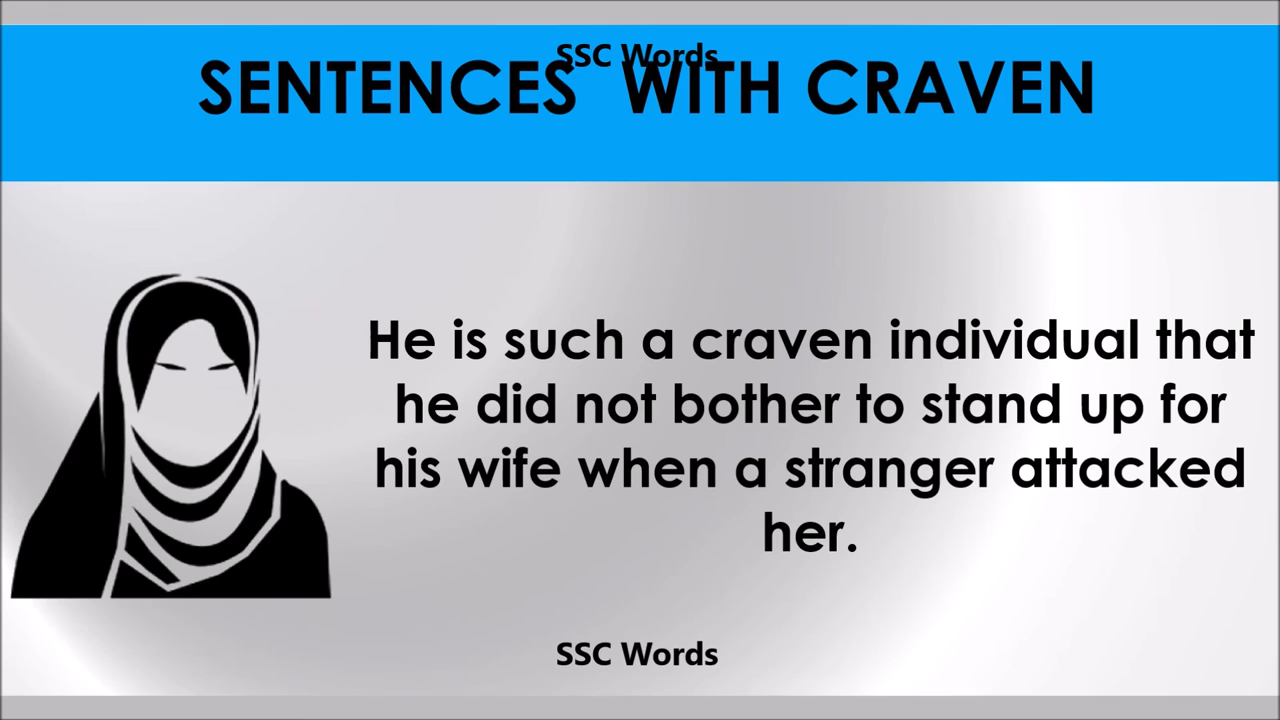 SSC Words
SENTENCES WITH CRAVEN
He is such a craven individual that
he did not bother to stand up for
his wife when a stranger attacked
her.
SSC Words